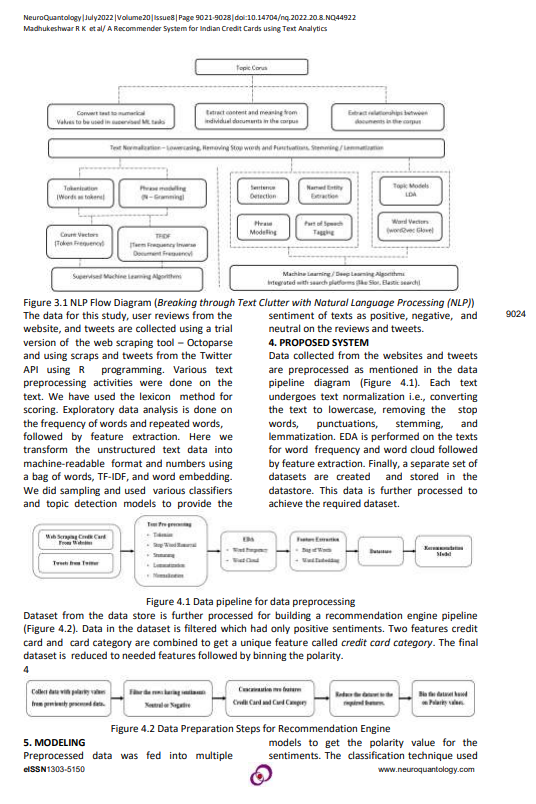 NeuroQuantology|July2022|Volume20|Issue8|Page 9021-9028|doi:10.14704/nq.2022.20.8.NQ44922
Madhukeshwar R K et al/ A Recommender System for Indian Credit Cards using Text Analytics
Topic Corus
Convert text to numerical
Values to be used in supervised ML tasks
Extract content and meaning from
individual documents in the corpus
Extract relationships between
documents in the corpus
Text Normalization – Lowercasing, Removing Stop words and Punctuations, Stemming / Lemmatization
Tokenisation
(Words as tokens)
Phrase modelling
(N – Gramming)
Sentence
Detection
Named Entity
Extraction
Topic Models
LDA
Count Vectors
(Token Frequency)
TFIDF
(Term Frequency Inverse
Document Frequency)
Phrase
Modelling
Part of Speech
Tagging
Word Vectors
(word2vec Glove)
Supervised Machine Learning Algorithms
Machine Learning / Deep Learning Algorithms
Integrated with search platforms (like Slor, Elastic search)
Figure 3.1 NLP Flow Diagram (Breaking through Text Clutter with Natural Language Processing (NLP))
The data for this study, user reviews from the
website, and tweets are collected using a trial
version of the web scraping tool – Octoparse
and using scraps and tweets from the Twitter
API using R programming. Various text
preprocessing activities were done on the
text. We have used the lexicon method for
scoring. Exploratory data analysis is done on
the frequency of words and repeated words,
followed by feature extraction. Here we
transform the unstructured text data into
machine-readable format and numbers using
a bag of words, TF-IDF, and word embedding.
We did sampling and used various classifiers
and topic detection models to provide the
sentiment of texts as positive, negative, and
neutral on the reviews and tweets.
4. PROPOSED SYSTEM
Data collected from the websites and tweets
are preprocessed as mentioned in the data
pipeline diagram (Figure 4.1). Each text
undergoes text normalization i.e., converting
the text to lowercase, removing the stop
words, punctuations, stemming, and
lemmatization. EDA is performed on the texts
for word frequency and word cloud followed
by feature extraction. Finally, a separate set of
datasets are created and stored in the
datastore. This data is further processed to
achieve the required dataset.
9024
Web Scraping Credit Card
From Websites
Tweets from Twitter
Text Pre-processing
• Tokenize
• Stop Word Removal
• Stemming
• Lemmatization
• Normalization
EDA
• Word Frequency
• Word Cloud
Feature Extraction
• Bag of Words
• Word Embedding
Datastore
Recommendation
Model
Figure 4.1 Data pipeline for data preprocessing
Dataset from the data store is further processed for building a recommendation engine pipeline
(Figure 4.2). Data in the dataset is filtered which had only positive sentiments. Two features credit
card and card category are combined to get a unique feature called credit card category. The final
dataset is reduced to needed features followed by binning the polarity.
4
Collect data with polarity values
from previously processed data.
Filter the rows having sentiments
Neutral or Negative
Concatenation two features
Credit Card and Card Category
Reduce the dataset to the
required features.
Bin the dataset based
on Polarity values.
Figure 4.2 Data Preparation Steps for Recommendation Engine
5. MODELING
Preprocessed data was fed into multiple
models to get the polarity value for the
sentiments. The classification technique used
eISSN1303-5150
www.neuroquantology.com